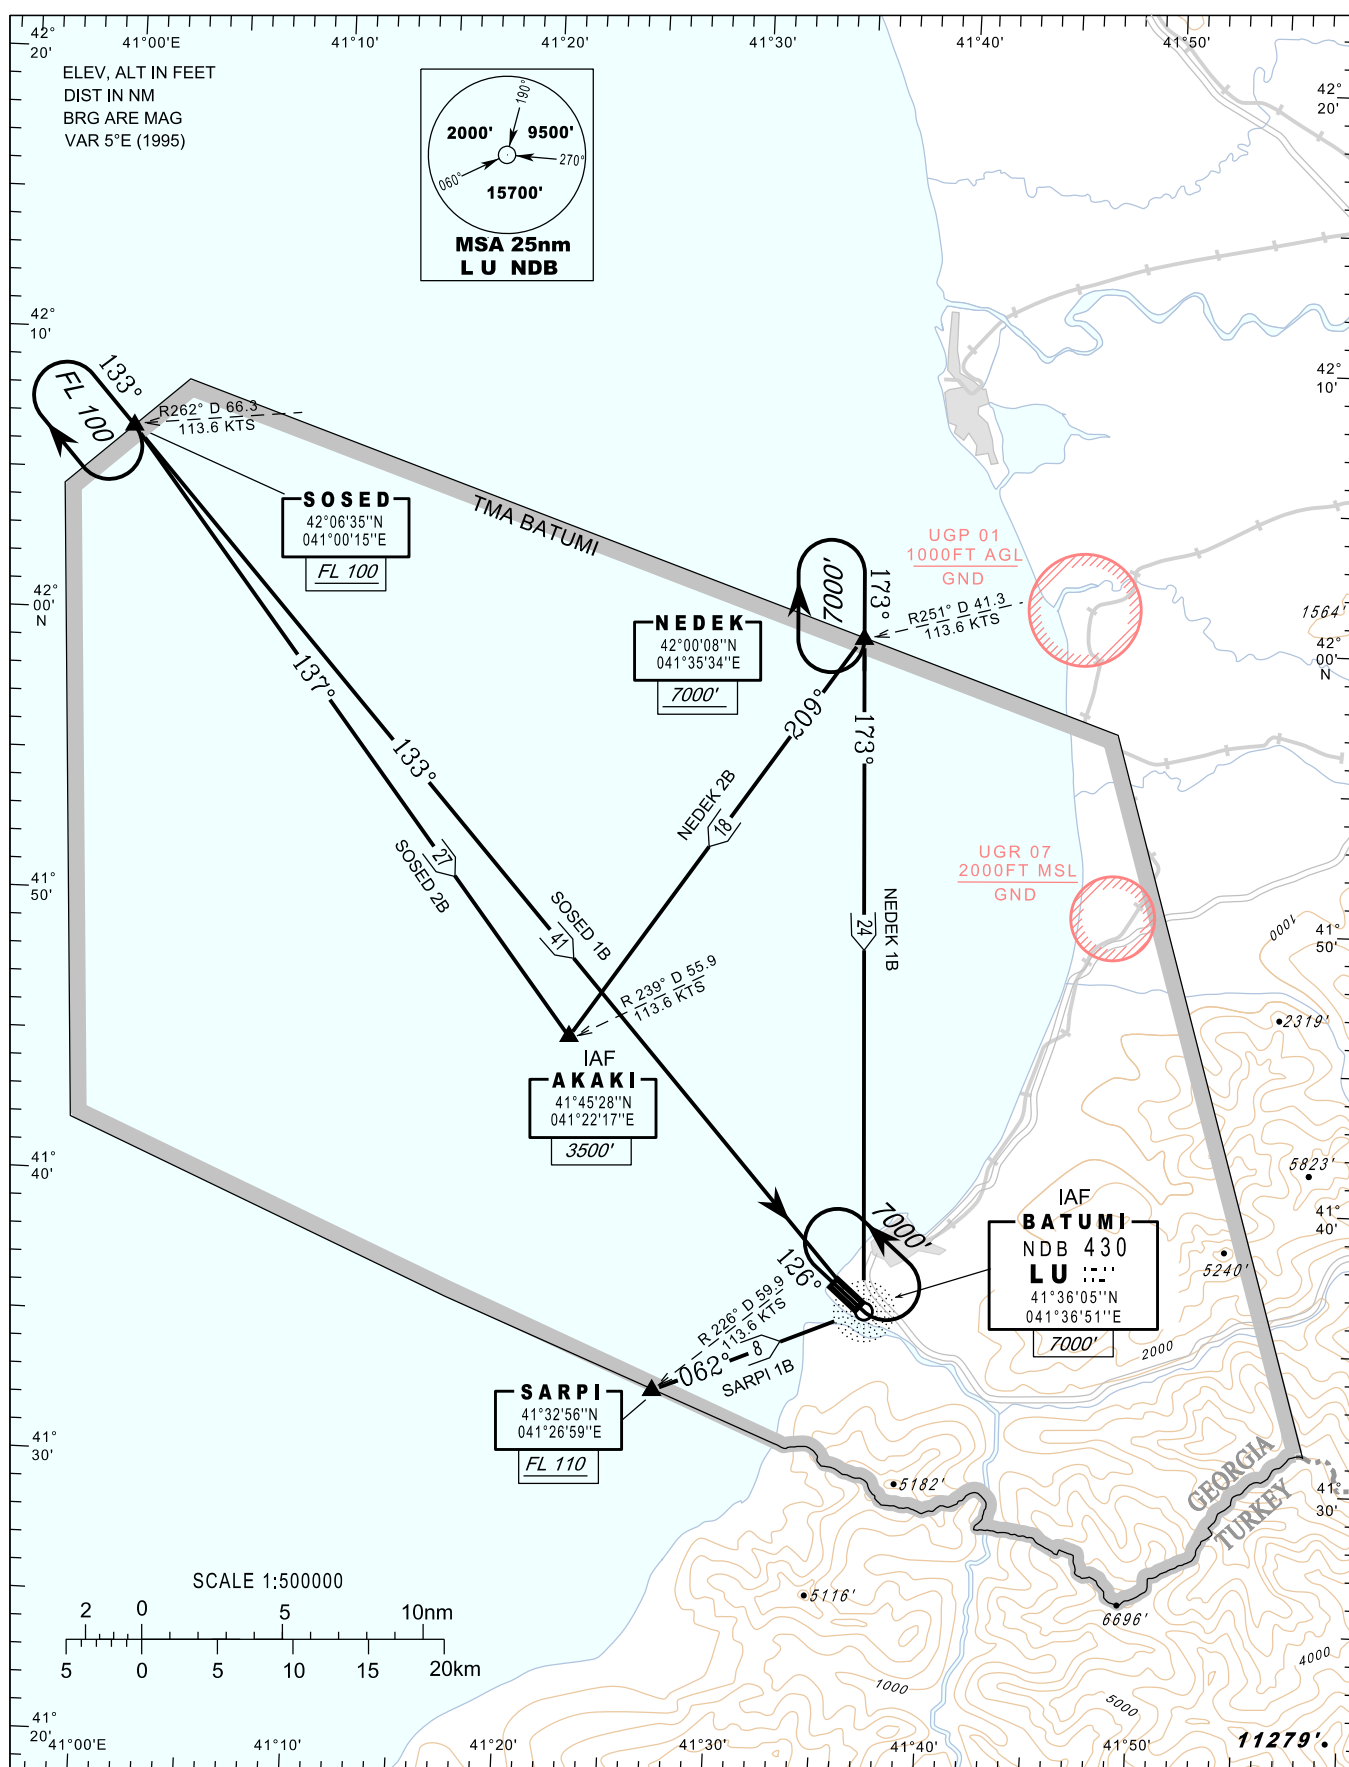 42°
20'
41°00'E
41°10'
41°20'
41°30'
41°40'
41°50'
42°
20'
ELEV, ALT IN FEET
DIST IN NM
BRG ARE MAG
VAR 5°E (1995)
190°
2000'
9500'
270°
060°
15700'
MSA 25nm
L U NDB
42°
10'
42°
10'
133°
FL 100
R262° D 66.3
113.6 KTS
SOSED
42°06'35"N
041°00'15"E
FL 100
TMA BATUMI
UGP 01
1000FT AGL
GND
7000'
173°
R251° D 41.3
113.6 KTS
42°
00'
N
1564'
42°
00'
N
NEDEK
42°00'08"N
041°35'34"E
7000'
137°
133°
209°
173°
NEDEK 2B
18
27
SOSED 2B
SOSED 1B
41
24
NEDEK 1B
UGR 07
2000FT MSL
GND
41°
50'
1000
41°
50'
R 239° D 55.9
113.6 KTS
2319'
IAF
AKAKI
41°45'28"N
041°22'17"E
3500'
41°
40'
5823'
41°
40'
IAF
BATUMI
NDB 430
LU
41°36'05"N
041°36'51"E
7000'
5240'
7000'
126°
R 226° D 59.9
113.6 KTS
062°
8
SARPI 1B
2000
SARPI
41°32'56"N
041°26'59"E
FL 110
41°
30'
GEORGIA
TURKEY
41°
30'
5182'
5116'
6696'
SCALE 1:500000
2 0 5 10nm
5 0 5 10 15 20km
1000
4000
5000
11279'
41°
20'
41°00'E
41°10'
41°20'
41°30'
41°40'
41°50'